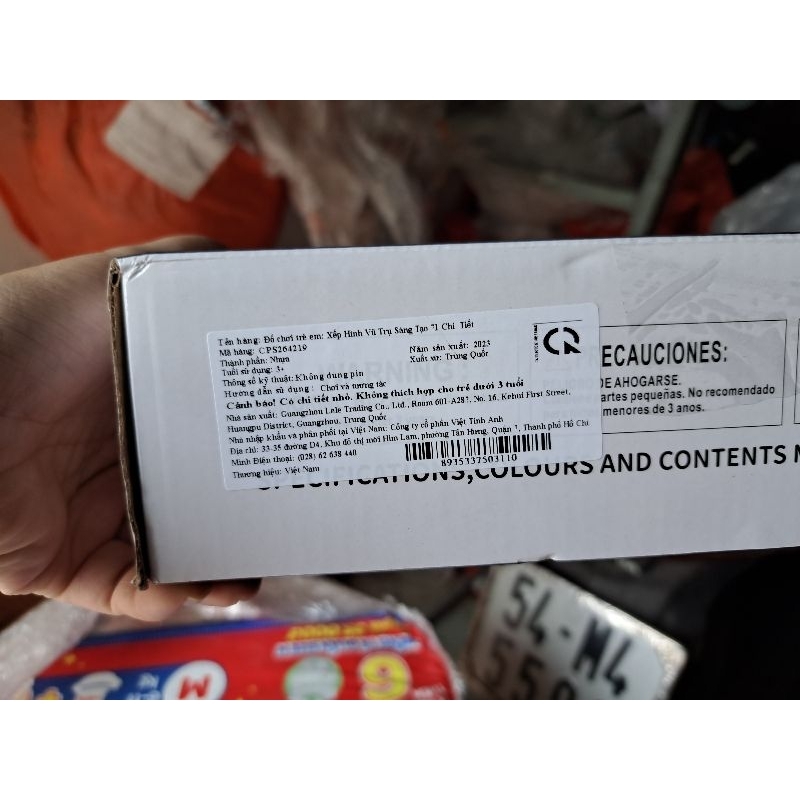 Tên hàng: Đồ chơi trẻ em: Xếp Hình Vũ Trụ Sáng Tạo 71 Chi Tiết
Mã hàng: CPS264219
Năm sản xuất: 2023
Thành phần: Nhựa
Xuất xứ: Trung Quốc
Tuổi sử dụng: 3+
Thông số kỹ thuật: Không dùng pin
Hướng dẫn sử dụng: Chơi và tương tác
Cảnh báo! Có chi tiết nhỏ. Không thích hợp cho trẻ dưới 3 tuổi
Nhà sản xuất: Guangzhou Lele Trading Co., Ltd., Room 601-A287, No. 16, Kehui First Street,
Huangpu District, Guangzhou, Trung Quốc
Nhà nhập khẩu và phân phối tại Việt Nam: Công ty cổ phần Việt Tinh Anh
Địa chỉ: 33-35 đường D4, Khu đô thị mới Him Lam, phường Tân Hưng, Quận 7, Thành phố Hồ Chí
Minh Điện thoại: (028) 62 638 440
Thương hiệu: Việt Nam
8935337503110
CR
ECAUCIONES:
DE AHOGARSE.
artes pequeñas. No recomendado
menores de 3 anos.
SPECIFICATIONS,COLOURS AND CONTENTS
54-M4
M
6